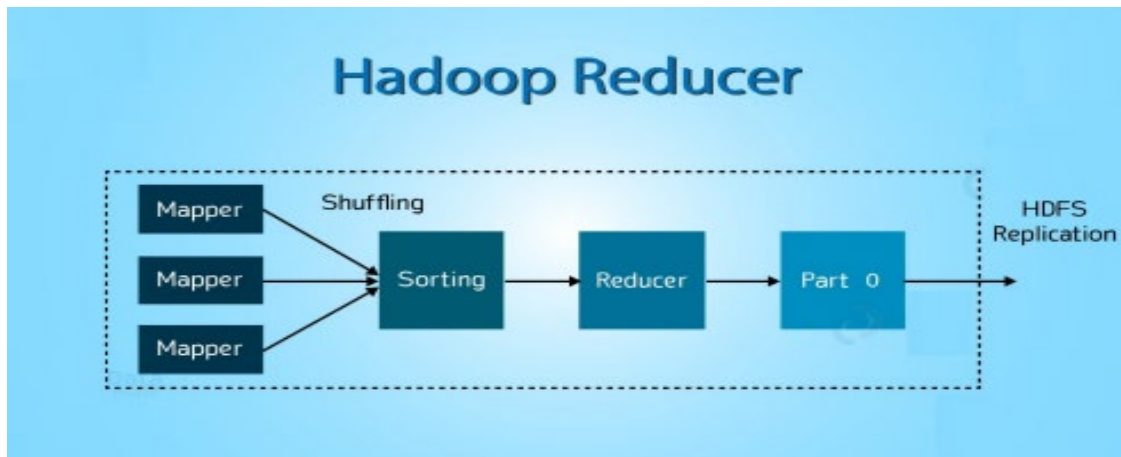 Hadoop Reducer
Mapper
Shuffling
Mapper
Mapper
Sorting
Reducer
Part 0
HDFS
Replication